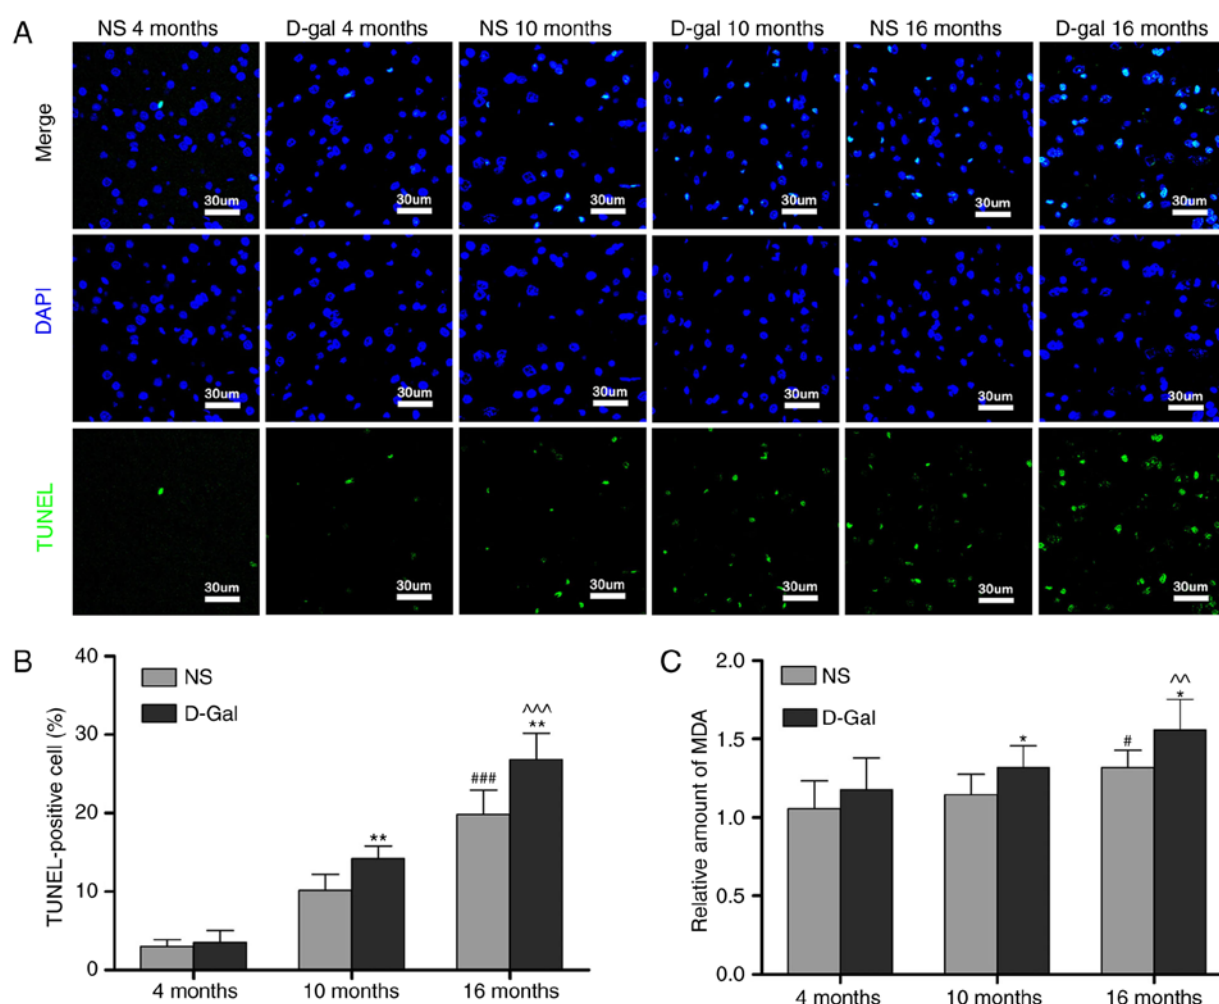 A
NS 4 months D-gal 4 months NS 10 months D-gal 10 months NS 16 months D-gal 16 months
Merge
30um 30um 30um 30um 30um 30um
DAPI
30um 30um 30um 30um 30um 30um
TUNEL
30um 30um 30um 30um 30um 30um
B
TUNEL-positive cell (%)
40
30
20
10
0
NS
D-Gal
**
###
^^^
**
4 months 10 months 16 months
C
Relative amount of MDA
2.0
1.5
1.0
0.5
0.0
NS
D-Gal
*
#
^^
*
4 months 10 months 16 months